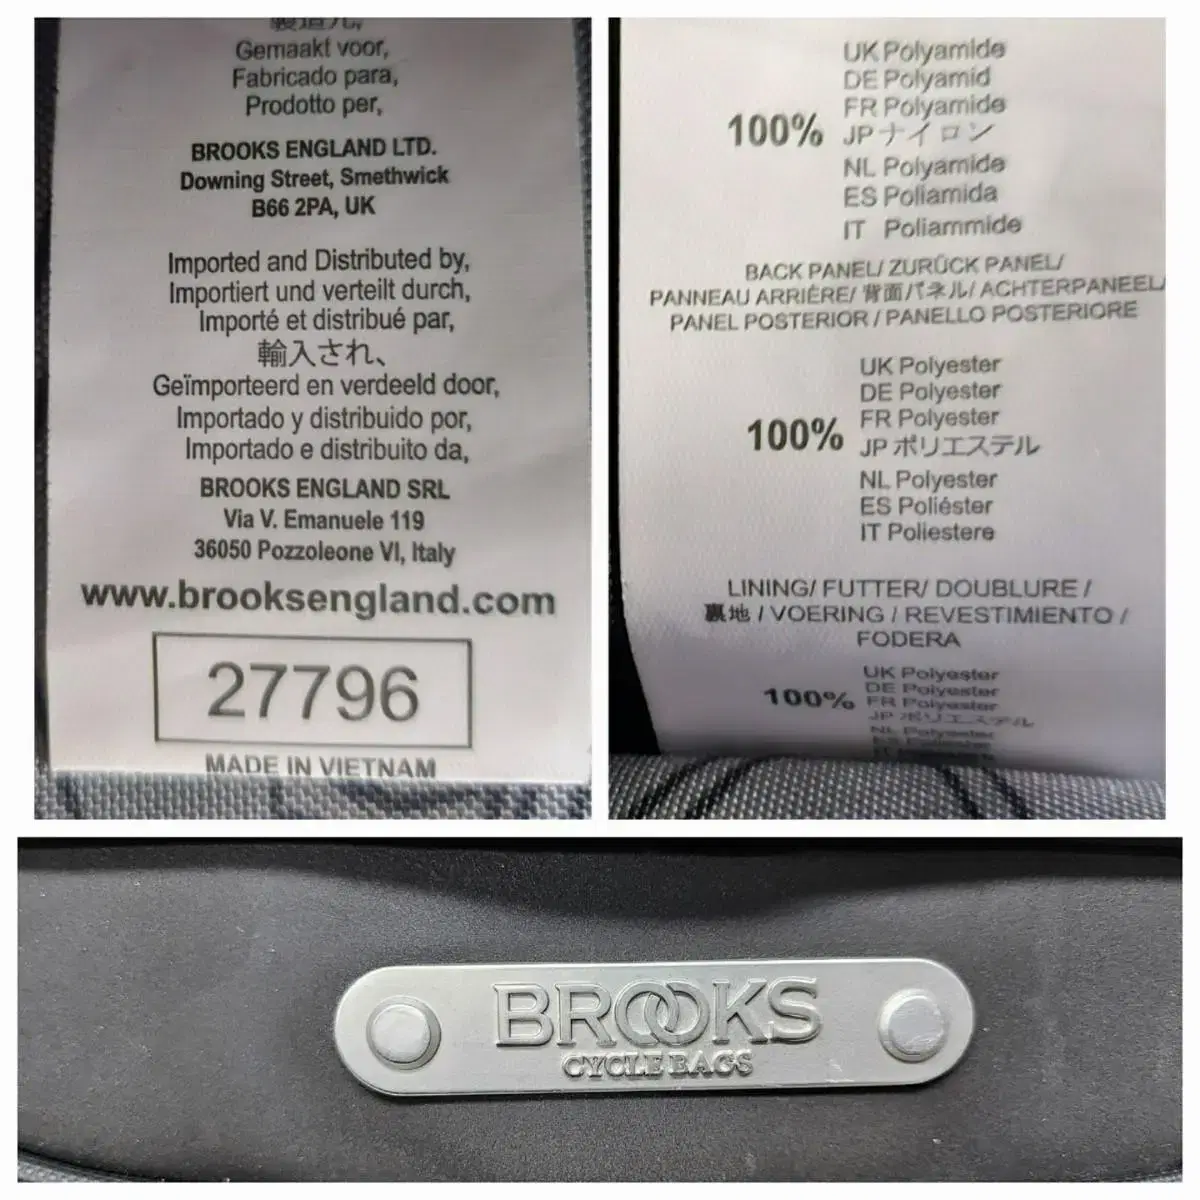 Gemaakt voor,
Fabricado para,
Prodotto per,
BROOKS ENGLAND LTD.
Downing Street, Smethwick
B66 2PA, UK
Imported and Distributed by,
Importiert und verteilt durch,
Importé et distribué par,
輸入され、
Geïmporteerd en verdeeld door,
Importado y distribuido por,
Importado e distribuito da,
BROOKS ENGLAND SRL
Via V. Emanuele 119
36050 Pozzoleone VI, Italy
www.brooksengland.com
27796
MADE IN VIETNAM
UK Polyamide
DE Polyamid
FR Polyamide
100% JP ナイロン
NL Polyamide
ES Poliamida
IT Poliammide
BACK PANEL/ ZURÜCK PANEL/
PANNEAU ARRIÈRE/ 背面パネル/ ACHTERPANEEL/
PANEL POSTERIOR / PANELLO POSTERIORE
UK Polyester
DE Polyester
FR Polyester
100% JP ポリエステル
NL Polyester
ES Poliéster
IT Poliestere
LINING/ FUTTER/ DOUBLURE /
裏地 / VOERING / REVESTIMIENTO /
FODERA
UK Polyester
DE Polyester
100% FR Polyester
JP ポリエステル
NL Polyester
BROOKS
CYCLE BAGS